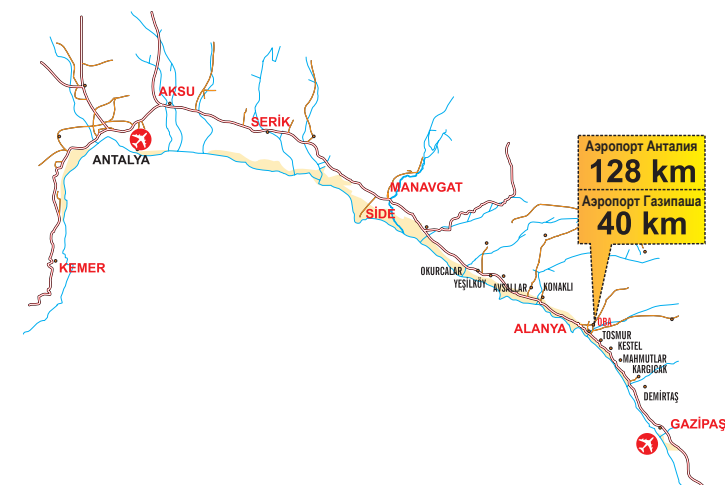 AKSU
SERİK
ANTALYA
Аэропорт Анталия
128 km
Аэропорт Газипаша
40 km
MANAVGAT
SİDE
KEMER
OKURCALAR
YEŞİLKÖY
AVSALLAR
KONAKLI
ALANYA
OBA
TOSMUR
KESTEL
MAHMUTLAR
KARGICAK
DEMİRTAŞ
GAZİPAŞ